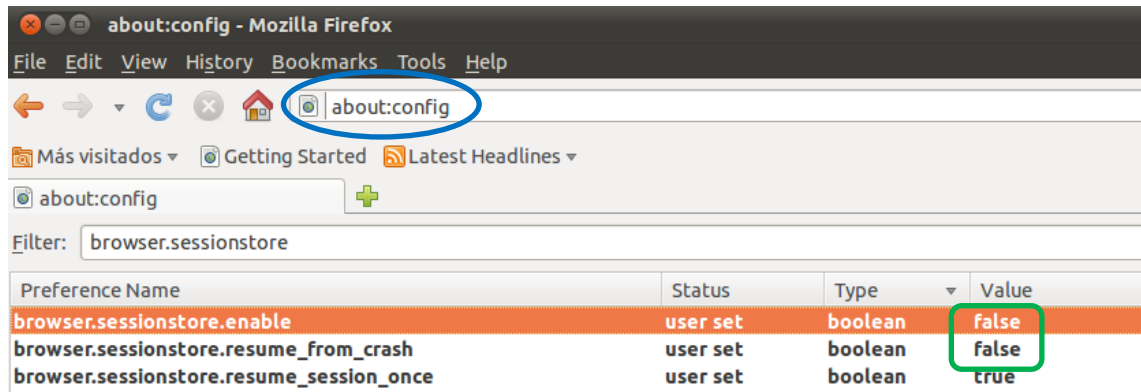 about:config - Mozilla Firefox
File Edit View History Bookmarks Tools Help
about:config
Más visitados Getting Started Latest Headlines
about:config
Filter: browser.sessionstore
Preference Name Status Type Value
browser.sessionstore.enable user set boolean false
browser.sessionstore.resume_from_crash user set boolean false
browser.sessionstore.resume_session_once user set boolean true